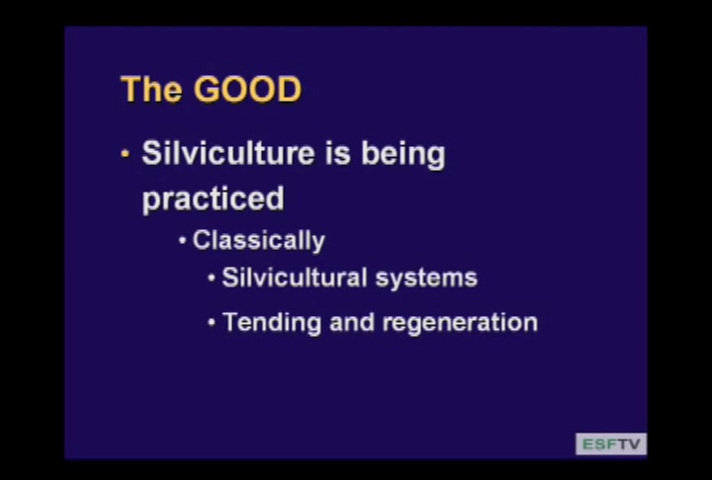 The GOOD
• Silviculture is being
practiced
• Classically
• Silvicultural systems
• Tending and regeneration
ESFTV